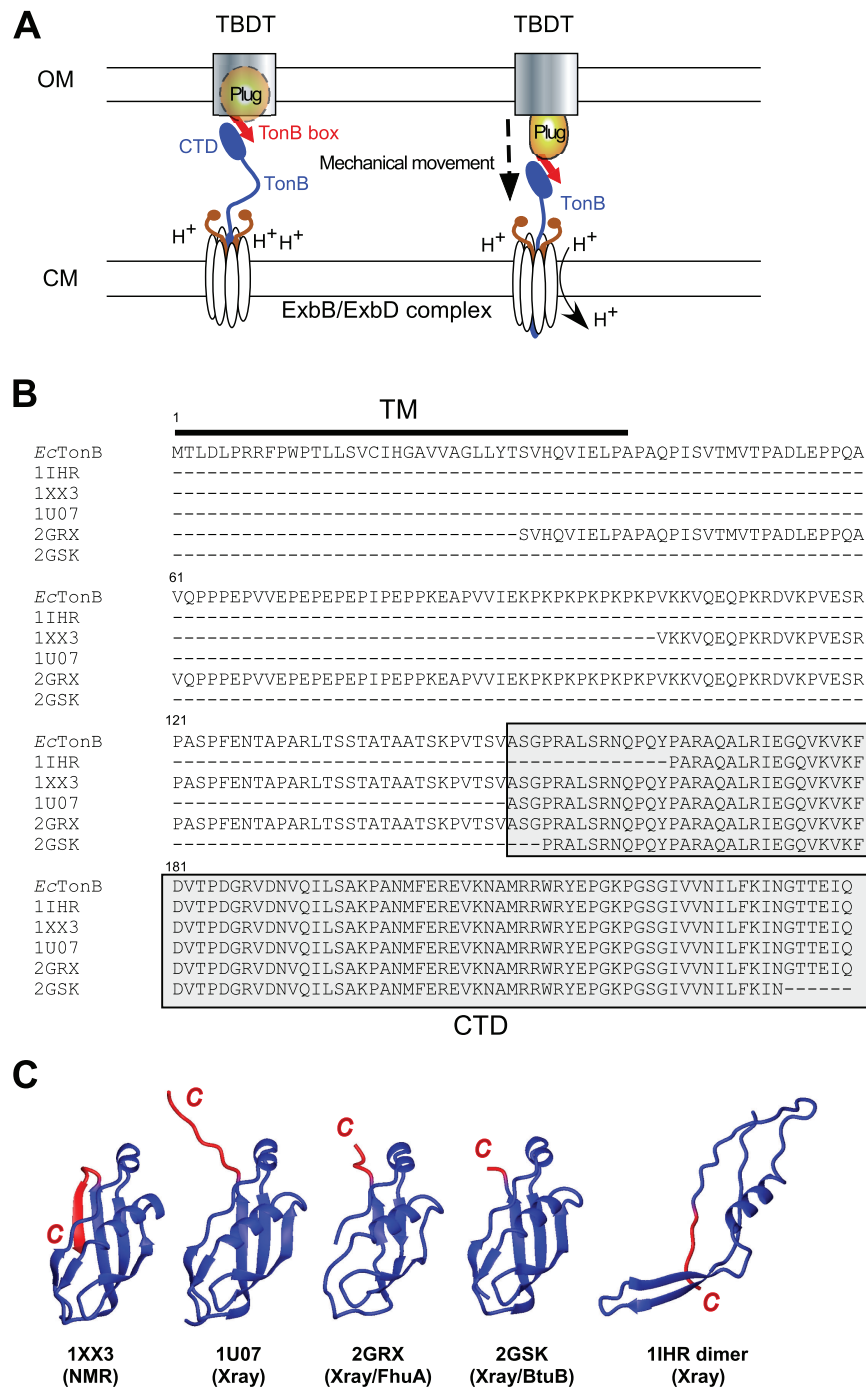 A
TBDT
TBDT
OM
Plug
Plug
TonB box
CTD
Mechanical movement
TonB
TonB
H+
H+ H+
H+
H+
CM
ExbB/ExbD complex
H+
B
TM
1
EcTonB MTLDLPRRFPWPTLLSVCIHGAVVAGLLYTSVHQVIELPAPAQPISVTMVTPADLEPPQA
1IHR ------------------------------------------------------------
1XX3 ------------------------------------------------------------
1U07 ------------------------------------------------------------
2GRX ------------------------------SVHQVIELPAPAQPISVTMVTPADLEPPQA
2GSK ------------------------------------------------------------
61
EcTonB VQPPPEPVVEPEPEPEPIPEPPKEAPVVIEKPKPKPKPKPKPVKKVQEQPKRDVKPVESR
1IHR ------------------------------------------------------------
1XX3 ------------------------------------------VKKVQEQPKRDVKPVESR
1U07 ------------------------------------------------------------
2GRX VQPPPEPVVEPEPEPEPIPEPPKEAPVVIEKPKPKPKPKPKPVKKVQEQPKRDVKPVESR
2GSK ------------------------------------------------------------
121
EcTonB PASPFENTAPARLTSSTATAATSKPVTSVASGPRALSRNQPQYPARAQALRIEGQVKVKF
1IHR -------------------------------------------PARAQALRIEGQVKVKF
1XX3 PASPFENTAPARLTSSTATAATSKPVTSVASGPRALSRNQPQYPARAQALRIEGQVKVKF
1U07 -----------------------------ASGPRALSRNQPQYPARAQALRIEGQVKVKF
2GRX PASPFENTAPARLTSSTATAATSKPVTSVASGPRALSRNQPQYPARAQALRIEGQVKVKF
2GSK --------------------------------PRALSRNQPQYPARAQALRIEGQVKVKF
181
EcTonB DVTPDGRVDNVQILSAKPANMFEREVKNAMRRWRYEPGKPGSGIVVNILFKINGTTEIQ
1IHR DVTPDGRVDNVQILSAKPANMFEREVKNAMRRWRYEPGKPGSGIVVNILFKINGTTEIQ
1XX3 DVTPDGRVDNVQILSAKPANMFEREVKNAMRRWRYEPGKPGSGIVVNILFKINGTTEIQ
1U07 DVTPDGRVDNVQILSAKPANMFEREVKNAMRRWRYEPGKPGSGIVVNILFKINGTTEIQ
2GRX DVTPDGRVDNVQILSAKPANMFEREVKNAMRRWRYEPGKPGSGIVVNILFKINGTTEIQ
2GSK DVTPDGRVDNVQILSAKPANMFEREVKNAMRRWRYEPGKPGSGIVVNILFKIN------
CTD
C
C
C
C
C
C
1XX3
(NMR)
1U07
(Xray)
2GRX
(Xray/FhuA)
2GSK
(Xray/BtuB)
1IHR dimer
(Xray)